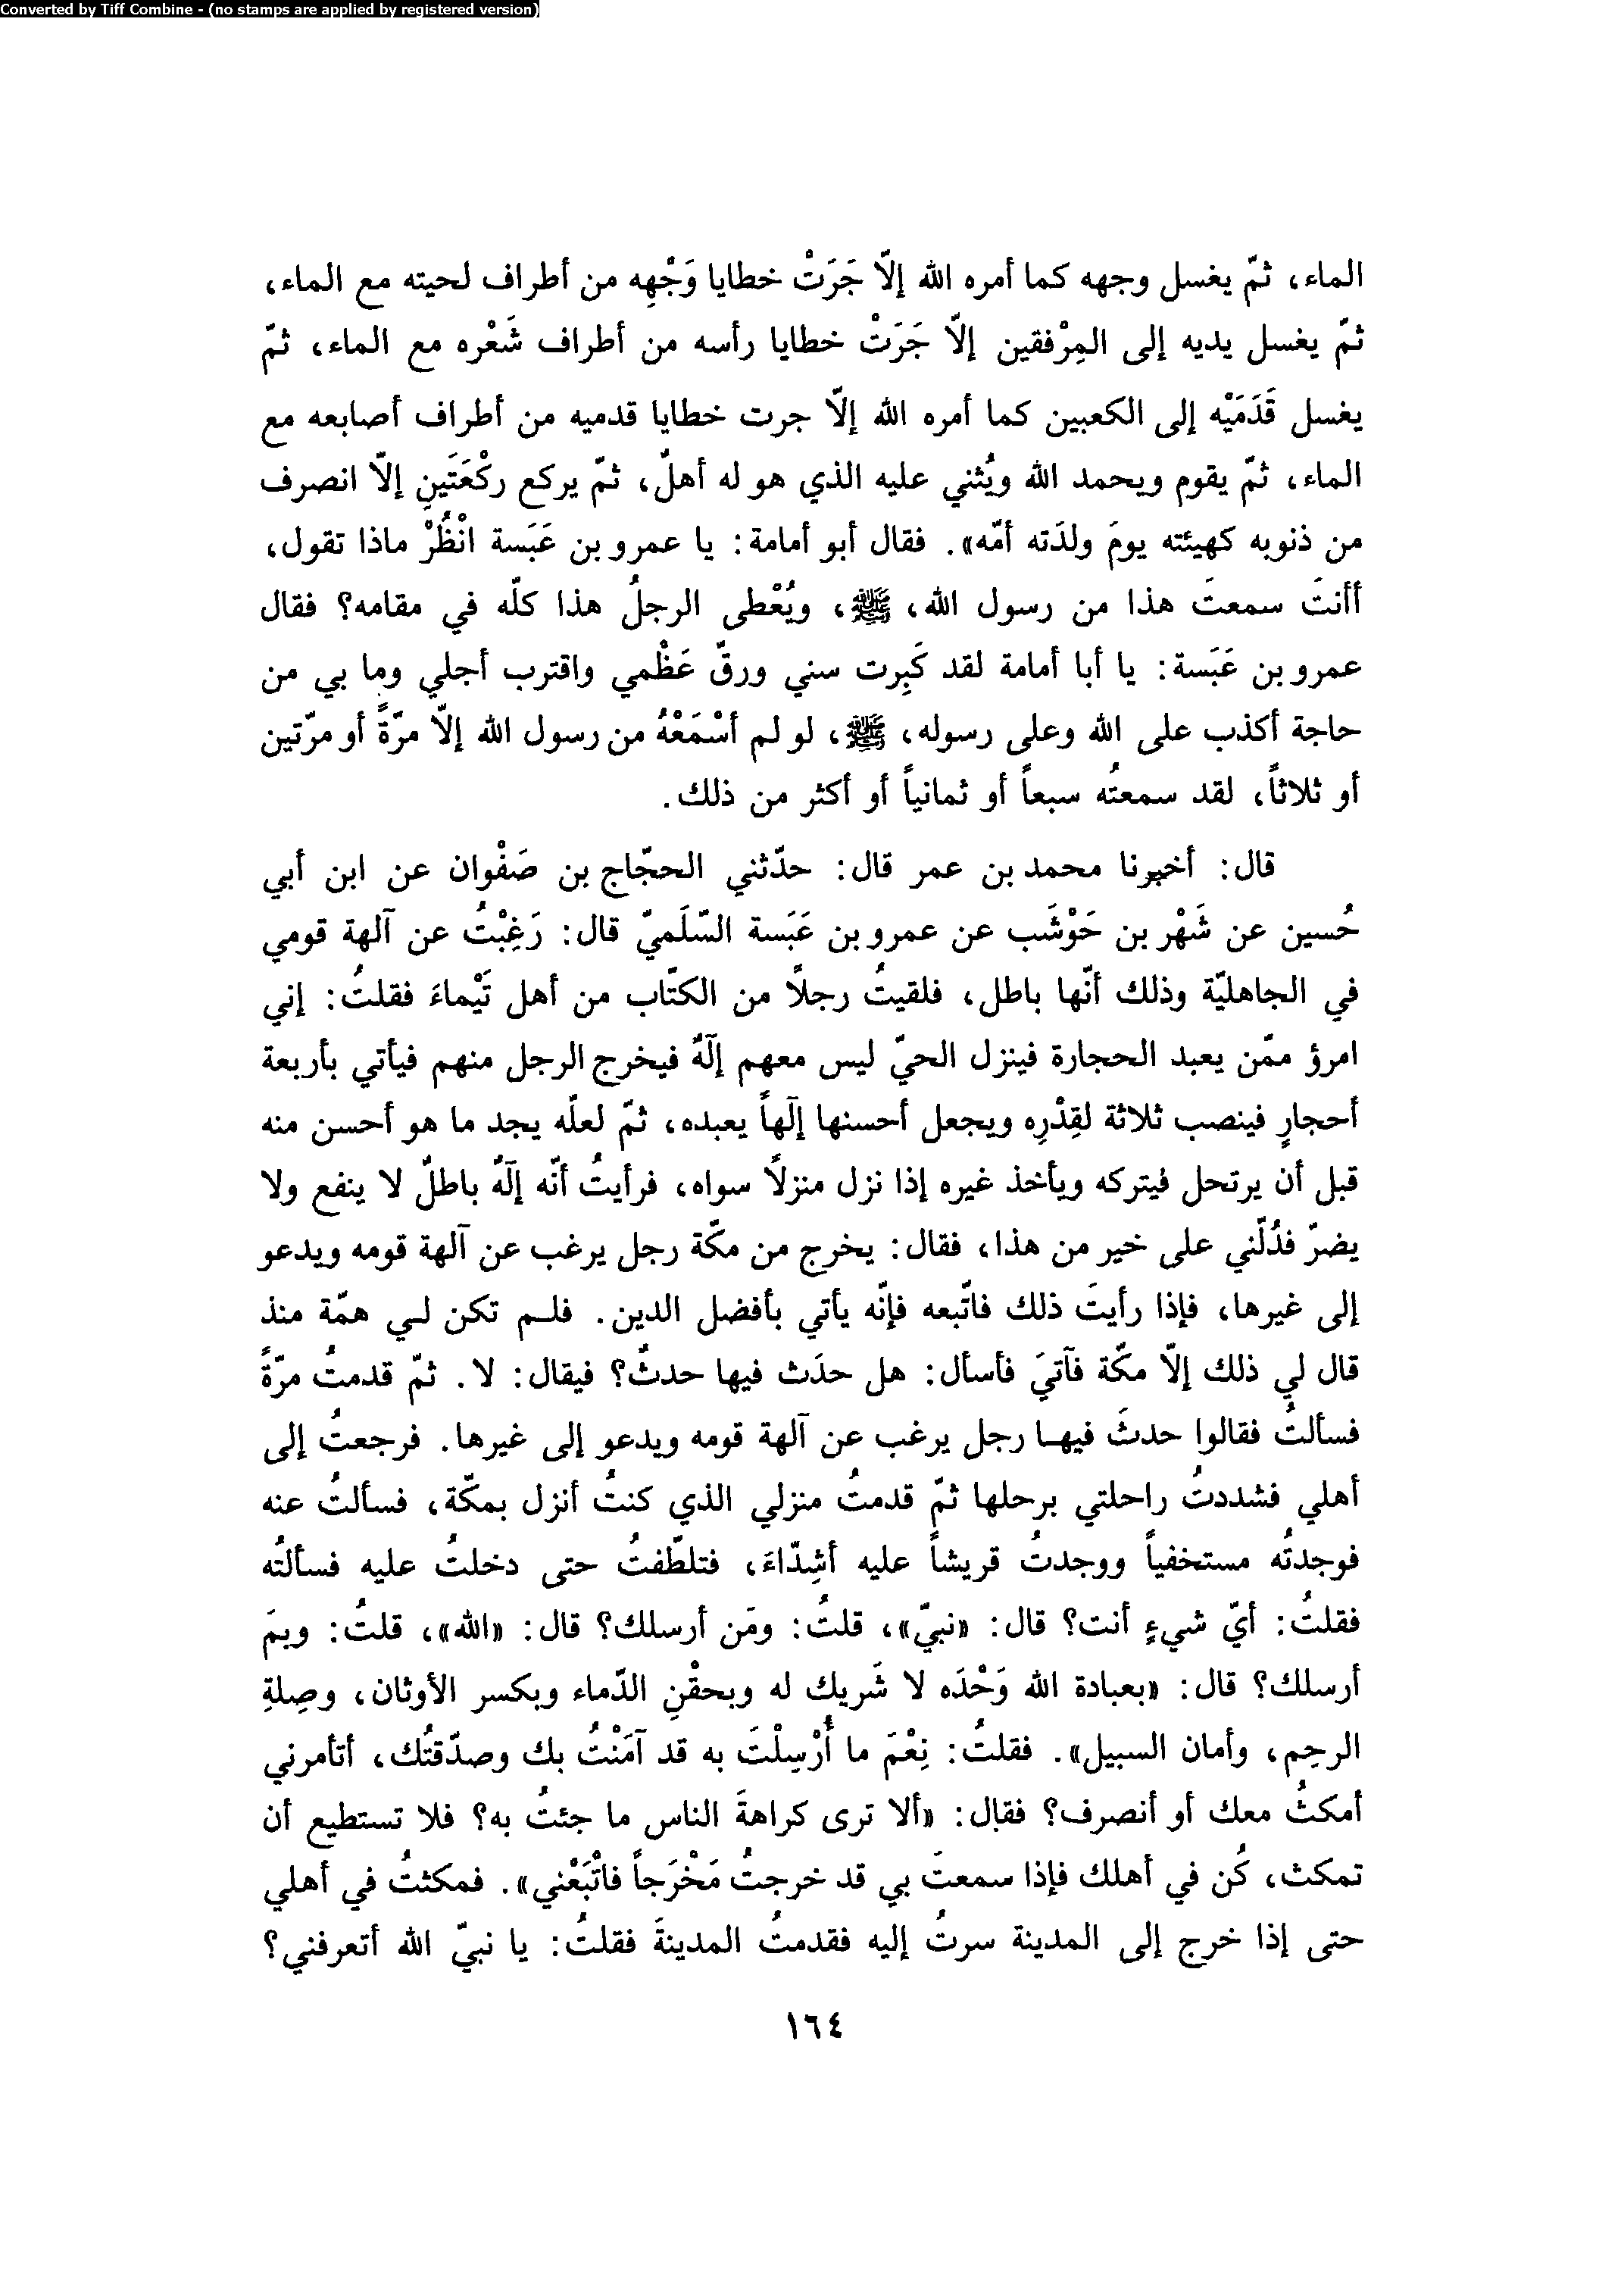 Converted by Tiff Combine - (no stamps are applied by registered version)
الماء، ثمّ يغسل وجهه كما أمره الله إلاّ جَرَتْ خطايا وَجْهِه من أطراف لحيته مع الماء،
ثمّ يغسل يديه إلى المِرْفقين إلاّ جَرَتْ خطايا رأسه من أطراف شَعْره مع الماء، ثمّ
يغسل قَدَمَيْه إلى الكعبين كما أمره الله إلاّ جرت خطايا قدميه من أطراف أصابعه مع
الماء، ثمّ يقوم ويحمد الله ويُثني عليه الذي هو له أهلٌ، ثمّ يركع ركْعَتَينِ إلاّ انصرف
من ذنوبه كهيئته يومَ ولدَته أمّه». فقال أبو أمامة: يا عمرو بن عَبَسة انْظُرْ ماذا تقول،
أأنتَ سمعتَ هذا من رسول الله، ﷺ، ويُعْطى الرجلُ هذا كلّه في مقامه؟ فقال
عمرو بن عَبَسة: يا أبا أمامة لقد كَبِرت سني ورقّ عَظْمي واقترب أجلي وما بي من
حاجة أكذب على الله وعلى رسوله، ﷺ، لو لم أسْمَعْهُ من رسول الله إلاّ مرّةً أو مرّتين
أو ثلاثاً، لقد سمعتُه سبعاً أو ثمانياً أو أكثر من ذلك.
قال: أخبرنا محمد بن عمر قال: حدّثني الحجّاج بن صَفْوان عن ابن أبي
حُسين عن شَهْر بن حَوْشَب عن عمرو بن عَبَسة السّلَميّ قال: رَغِبْتُ عن آلهة قومي
في الجاهليّة وذلك أنّها باطل، فلقيتُ رجلاً من الكتّاب من أهل تَيْماءَ فقلتُ: إني
امرؤ ممّن يعبد الحجارة فينزل الحيّ ليس معهم إلَهٌ فيخرج الرجل منهم فيأتي بأربعة
أحجارٍ فينصب ثلاثة لقِدْرِه ويجعل أحسنها إلَهاً يعبده، ثمّ لعلّه يجد ما هو أحسن منه
قبل أن يرتحل فيتركه ويأخذ غيره إذا نزل منزلاً سواه، فرأيتُ أنّه إلَهٌ باطلٌ لا ينفع ولا
يضرّ فدُلّني على خير من هذا، فقال: يخرج من مكّة رجل يرغب عن آلهة قومه ويدعو
إلى غيرها، فإذا رأيتَ ذلك فاتّبعه فإنّه يأتي بأفضل الدين. فلم تكن لي همّة منذ
قال لي ذلك إلاّ مكّة فآتيَ فأسأل: هل حدَث فيها حدثٌ؟ فيقال: لا. ثمّ قدمتُ مرّةً
فسألتُ فقالوا حدثَ فيها رجل يرغب عن آلهة قومه ويدعو إلى غيرها. فرجعتُ إلى
أهلي فشددتُ راحلتي برحلها ثمّ قدمتُ منزلي الذي كنتُ أنزل بمكّة، فسألتُ عنه
فوجدتُه مستخفياً ووجدتُ قريشاً عليه أشِدّاءَ، فتلطّفتُ حتى دخلتُ عليه فسألتُه
فقلتُ: أيّ شيءٍ أنت؟ قال: «نبيّ»، قلتُ: ومَن أرسلك؟ قال: «الله»، قلتُ: وبمَ
أرسلك؟ قال: «بعبادة الله وَحْدَه لا شَريك له وبحقْنِ الدّماء وبكسر الأوثان، وصِلةِ
الرحِم، وأمان السبيل». فقلتُ: نِعْمَ ما أُرْسِلْتَ به قد آمَنْتُ بك وصدّقتُك، أتأمرني
أمكثُ معك أو أنصرف؟ فقال: «ألا ترى كراهةَ الناس ما جئتُ به؟ فلا تستطيع أن
تمكث، كُن في أهلك فإذا سمعتَ بي قد خرجتُ مَخْرَجاً فاتْبَعْني». فمكثتُ في أهلي
حتى إذا خرج إلى المدينة سرتُ إليه فقدمتُ المدينةَ فقلتُ: يا نبيّ الله أتعرفني؟
١٦٤